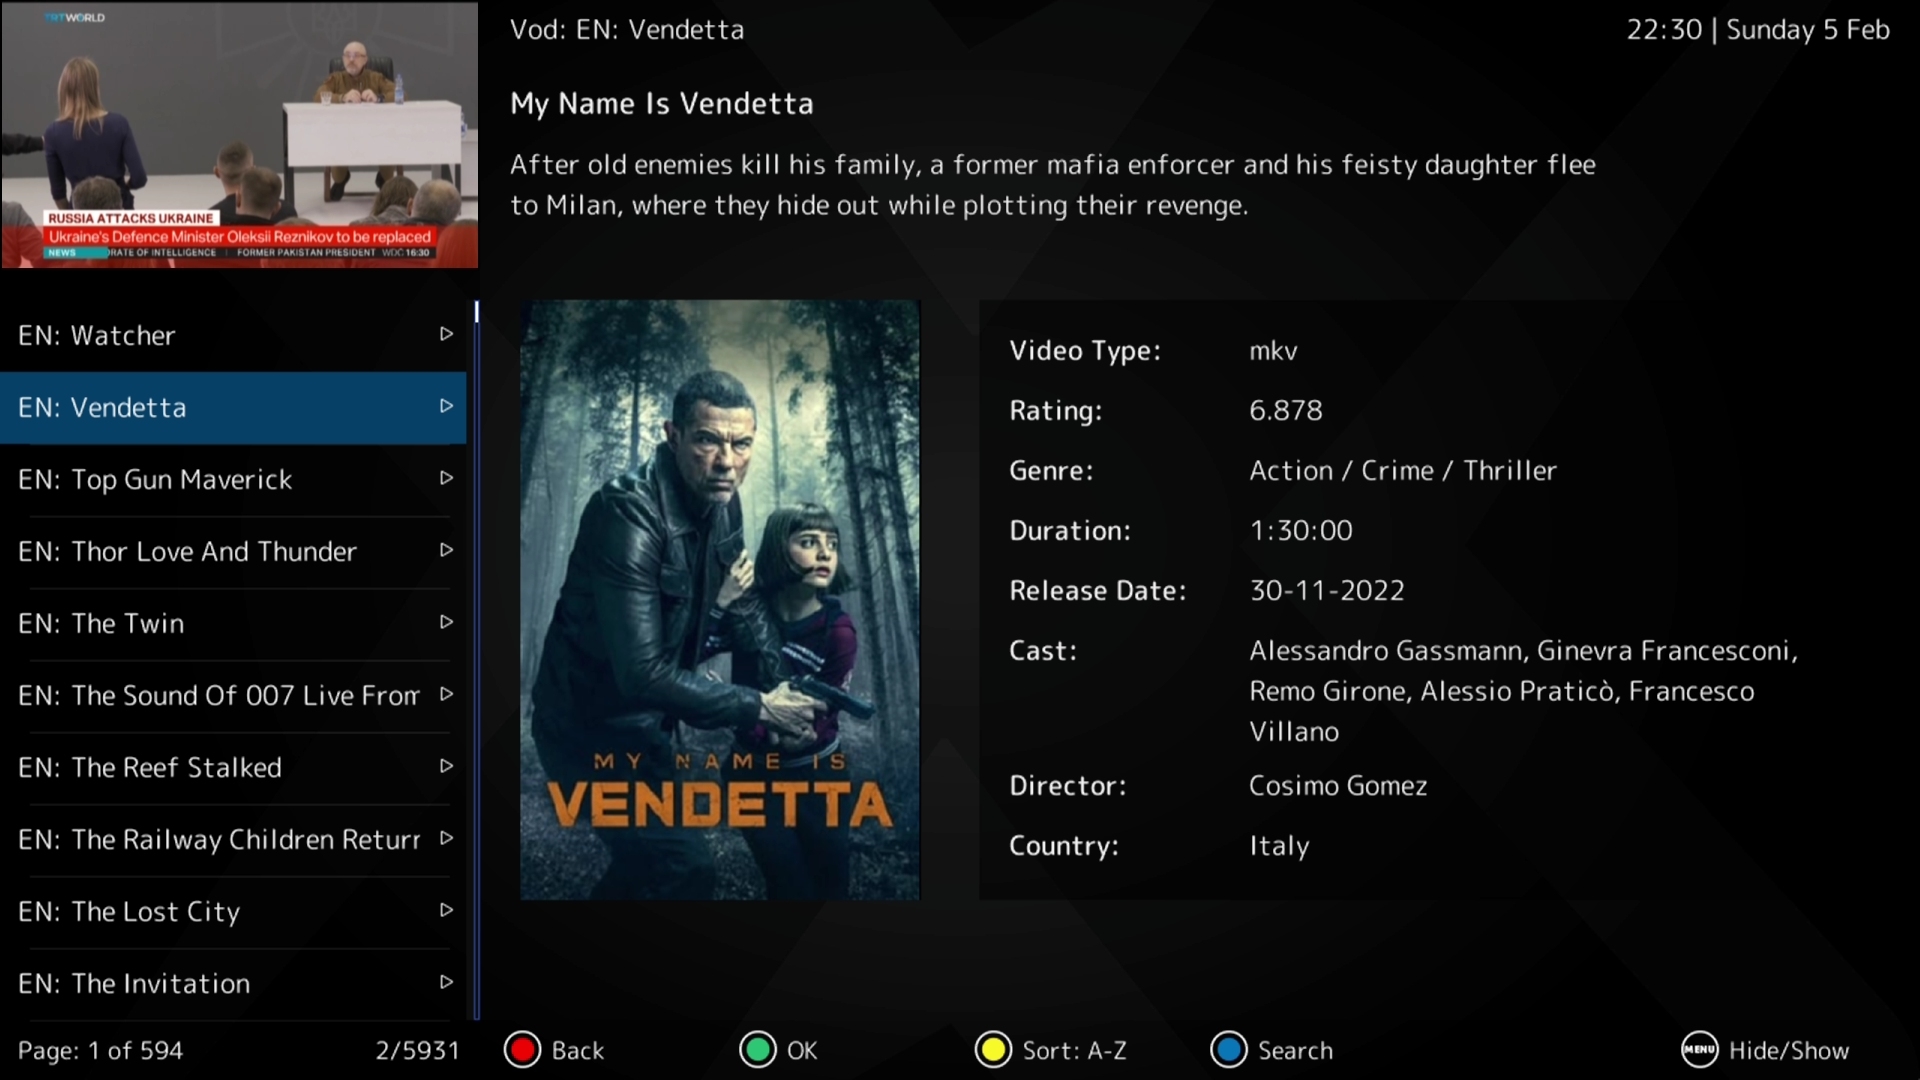 TRT WORLD
RUSSIA ATTACKS UKRAINE
Ukraine's Defence Minister Oleksii Reznikov to be replaced
NEWS RATE OF INTELLIGENCE | FORMER PAKISTAN PRESIDENT WDC 16:30
Vod: EN: Vendetta
22:30 | Sunday 5 Feb
My Name Is Vendetta
After old enemies kill his family, a former mafia enforcer and his feisty daughter flee
to Milan, where they hide out while plotting their revenge.
EN: Watcher
EN: Vendetta
EN: Top Gun Maverick
EN: Thor Love And Thunder
EN: The Twin
EN: The Sound Of 007 Live From
EN: The Reef Stalked
EN: The Railway Children Return
EN: The Lost City
EN: The Invitation
Page: 1 of 594 2/5931
MY NAME IS
VENDETTA
Video Type: mkv
Rating: 6.878
Genre: Action / Crime / Thriller
Duration: 1:30:00
Release Date: 30-11-2022
Cast: Alessandro Gassmann, Ginevra Francesconi,
Remo Girone, Alessio Praticò, Francesco
Villano
Director: Cosimo Gomez
Country: Italy
Back
OK
Sort: A-Z
Search
MENU Hide/Show